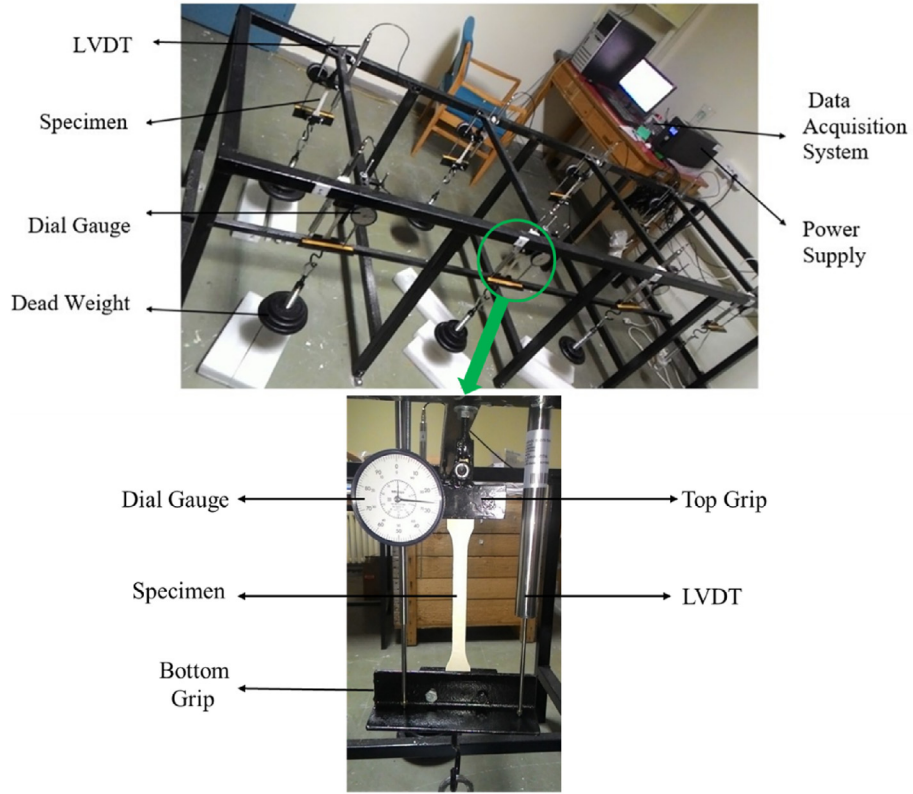 LVDT
Specimen
Dial Gauge
Dead Weight
Data
Acquisition
System
Power
Supply
Dial Gauge
Specimen
Bottom
Grip
Top Grip
LVDT